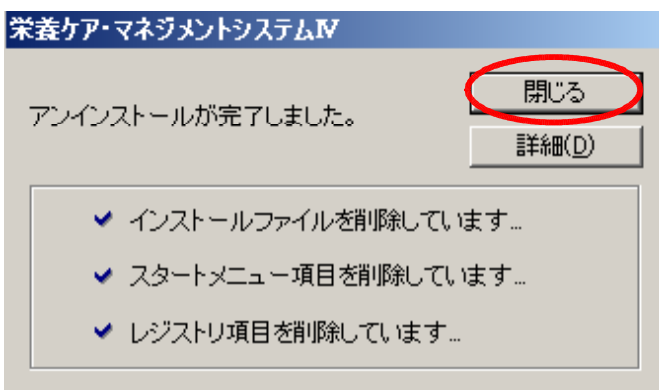 栄養ケア・マネジメントシステムⅣ
閉じる
アンインストールが完了しました。
詳細(D)
インストールファイルを削除しています...
スタートメニュー項目を削除しています...
レジストリ項目を削除しています...